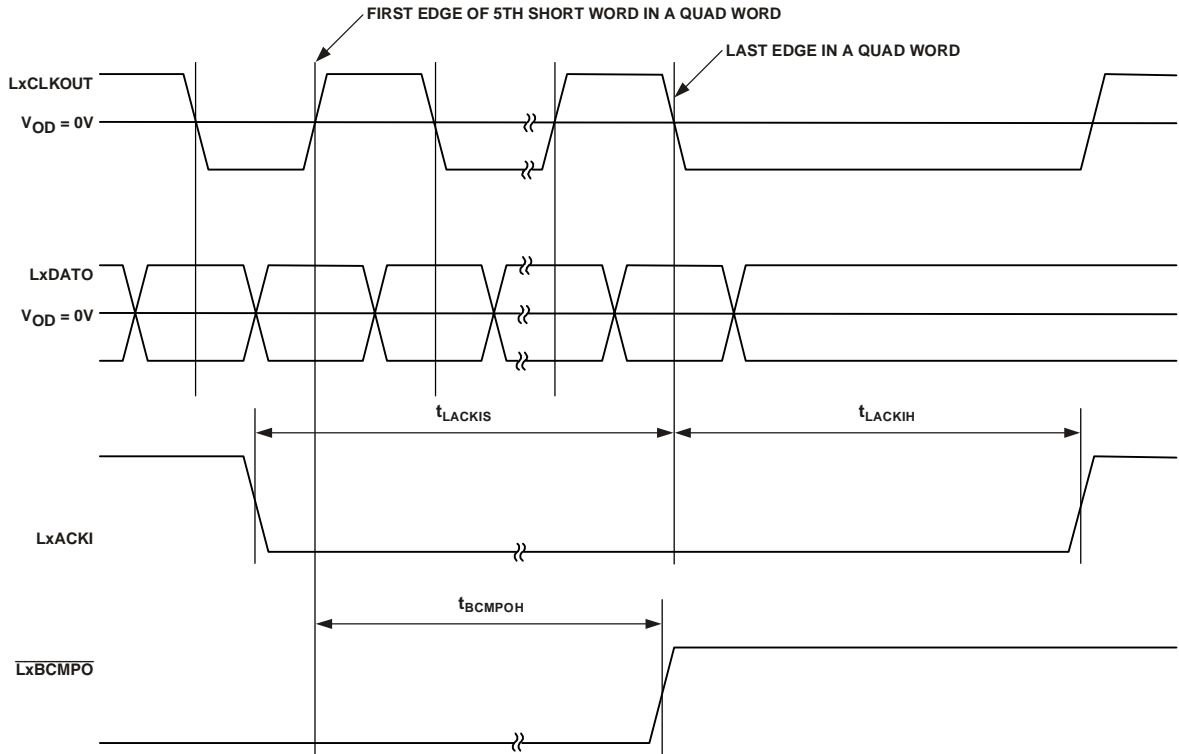 FIRST EDGE OF 5TH SHORT WORD IN A QUAD WORD
LAST EDGE IN A QUAD WORD
LxCLKOUT
VOD = 0V
LxDATO
VOD = 0V
tLACKIS
tLACKIH
LxACKI
tBCMPOH
LxBCMPO